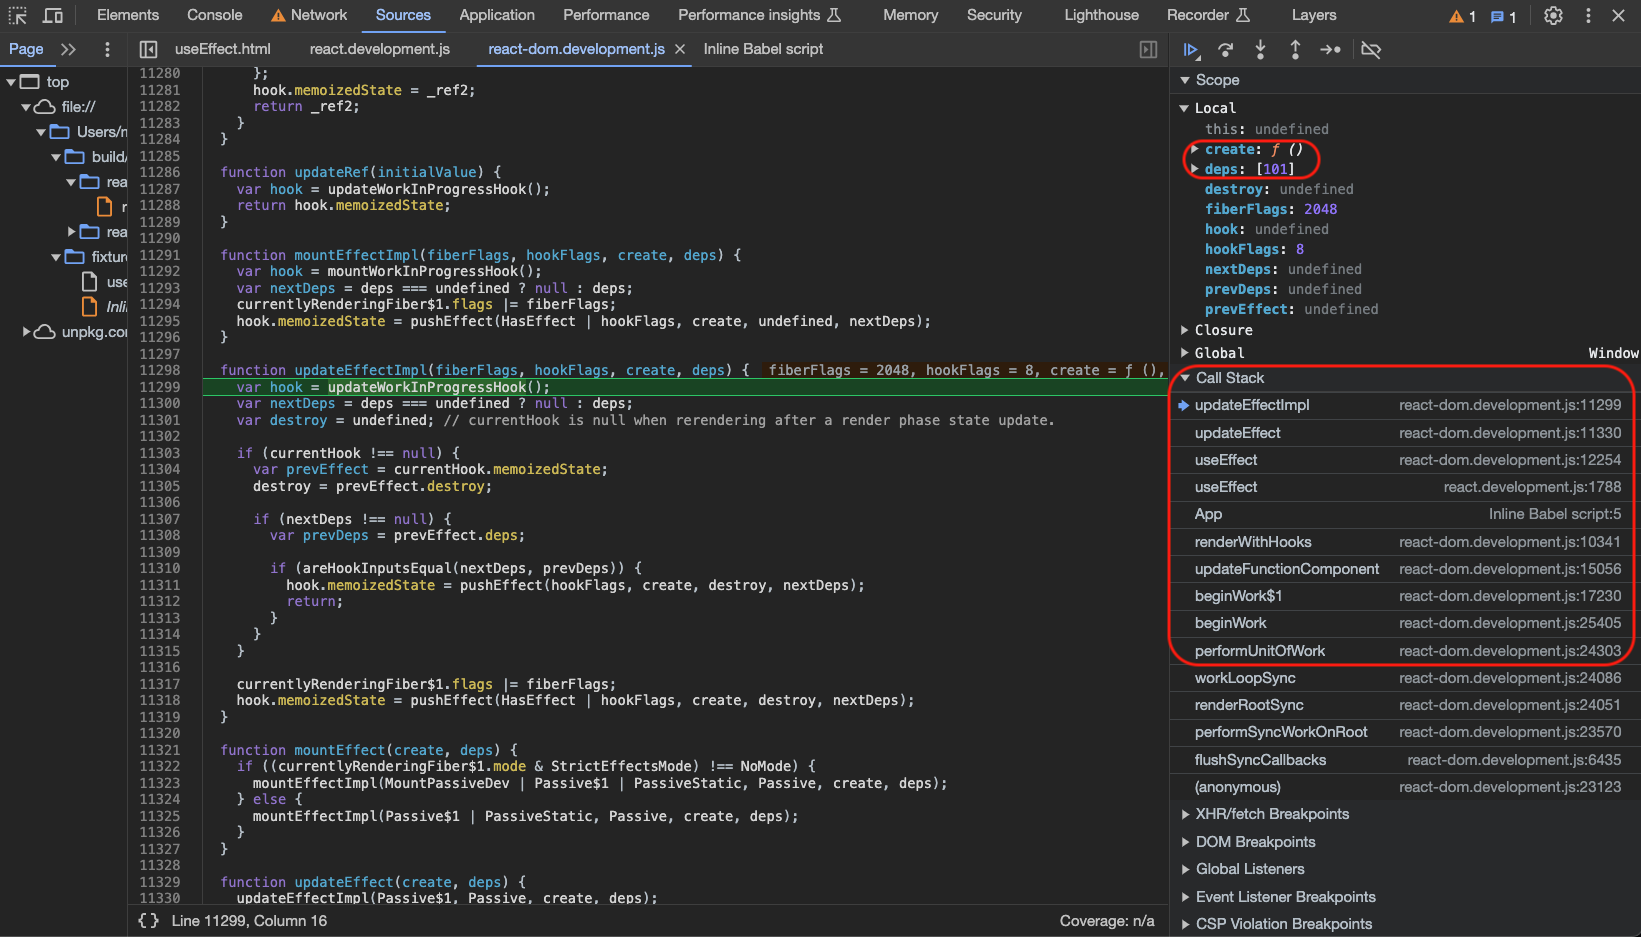 Elements Console Network Sources Application Performance Performance insights Memory Security Lighthouse Recorder Layers 1 1
Page useEffect.html react.development.js react-dom.development.js Inline Babel script
top
file://
Users/n
build/
rea
r
rea
fixture
use
Inlin
unpkg.com
11280 };
11281 hook.memoizedState = _ref2;
11282 return _ref2;
11283 }
11284 }
11285
11286 function updateRef(initialValue) {
11287 var hook = updateWorkInProgressHook();
11288 return hook.memoizedState;
11289 }
11290
11291 function mountEffectImpl(fiberFlags, hookFlags, create, deps) {
11292 var hook = mountWorkInProgressHook();
11293 var nextDeps = deps === undefined ? null : deps;
11294 currentlyRenderingFiber$1.flags |= fiberFlags;
11295 hook.memoizedState = pushEffect(HasEffect | hookFlags, create, undefined, nextDeps);
11296 }
11297
11298 function updateEffectImpl(fiberFlags, hookFlags, create, deps) { fiberFlags = 2048, hookFlags = 8, create = ƒ (),
11299 var hook = updateWorkInProgressHook();
11300 var nextDeps = deps === undefined ? null : deps;
11301 var destroy = undefined; // currentHook is null when rerendering after a render phase state update.
11302
11303 if (currentHook !== null) {
11304 var prevEffect = currentHook.memoizedState;
11305 destroy = prevEffect.destroy;
11306
11307 if (nextDeps !== null) {
11308 var prevDeps = prevEffect.deps;
11309
11310 if (areHookInputsEqual(nextDeps, prevDeps)) {
11311 hook.memoizedState = pushEffect(hookFlags, create, destroy, nextDeps);
11312 return;
11313 }
11314 }
11315 }
11316
11317 currentlyRenderingFiber$1.flags |= fiberFlags;
11318 hook.memoizedState = pushEffect(HasEffect | hookFlags, create, destroy, nextDeps);
11319 }
11320
11321 function mountEffect(create, deps) {
11322 if ((currentlyRenderingFiber$1.mode & StrictEffectsMode) !== NoMode) {
11323 mountEffectImpl(MountPassiveDev | Passive$1 | PassiveStatic, Passive, create, deps);
11324 } else {
11325 mountEffectImpl(Passive$1 | PassiveStatic, Passive, create, deps);
11326 }
11327 }
11328
11329 function updateEffect(create, deps) {
11330 updateEffectImpl(Passive$1, Passive, create, deps);
{ } Line 11299, Column 16 Coverage: n/a
Scope
Local
this: undefined
create: ƒ ()
deps: [101]
destroy: undefined
fiberFlags: 2048
hook: undefined
hookFlags: 8
nextDeps: undefined
prevDeps: undefined
prevEffect: undefined
Closure
Global Window
Call Stack
updateEffectImpl react-dom.development.js:11299
updateEffect react-dom.development.js:11330
useEffect react-dom.development.js:12254
useEffect react.development.js:1788
App Inline Babel script:5
renderWithHooks react-dom.development.js:10341
updateFunctionComponent react-dom.development.js:15056
beginWork$1 react-dom.development.js:17230
beginWork react-dom.development.js:25405
performUnitOfWork react-dom.development.js:24303
workLoopSync react-dom.development.js:24086
renderRootSync react-dom.development.js:24051
performSyncWorkOnRoot react-dom.development.js:23570
flushSyncCallbacks react-dom.development.js:6435
(anonymous) react-dom.development.js:23123
XHR/fetch Breakpoints
DOM Breakpoints
Global Listeners
Event Listener Breakpoints
CSP Violation Breakpoints